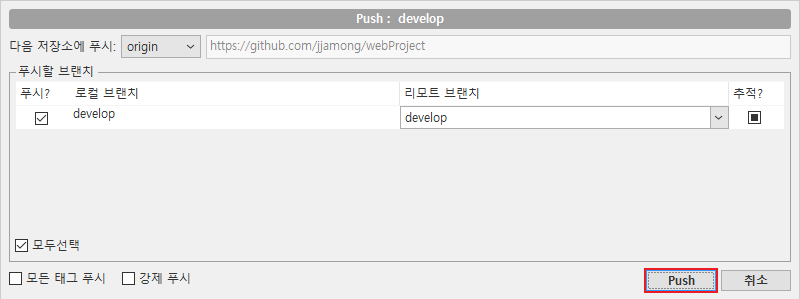 Push : develop
다음 저장소에 푸시: origin https://github.com/jjamong/webProject
푸시할 브랜치
푸시? 로컬 브랜치 리모트 브랜치 추적?
develop develop
모두선택
모든 태그 푸시 강제 푸시 Push 취소